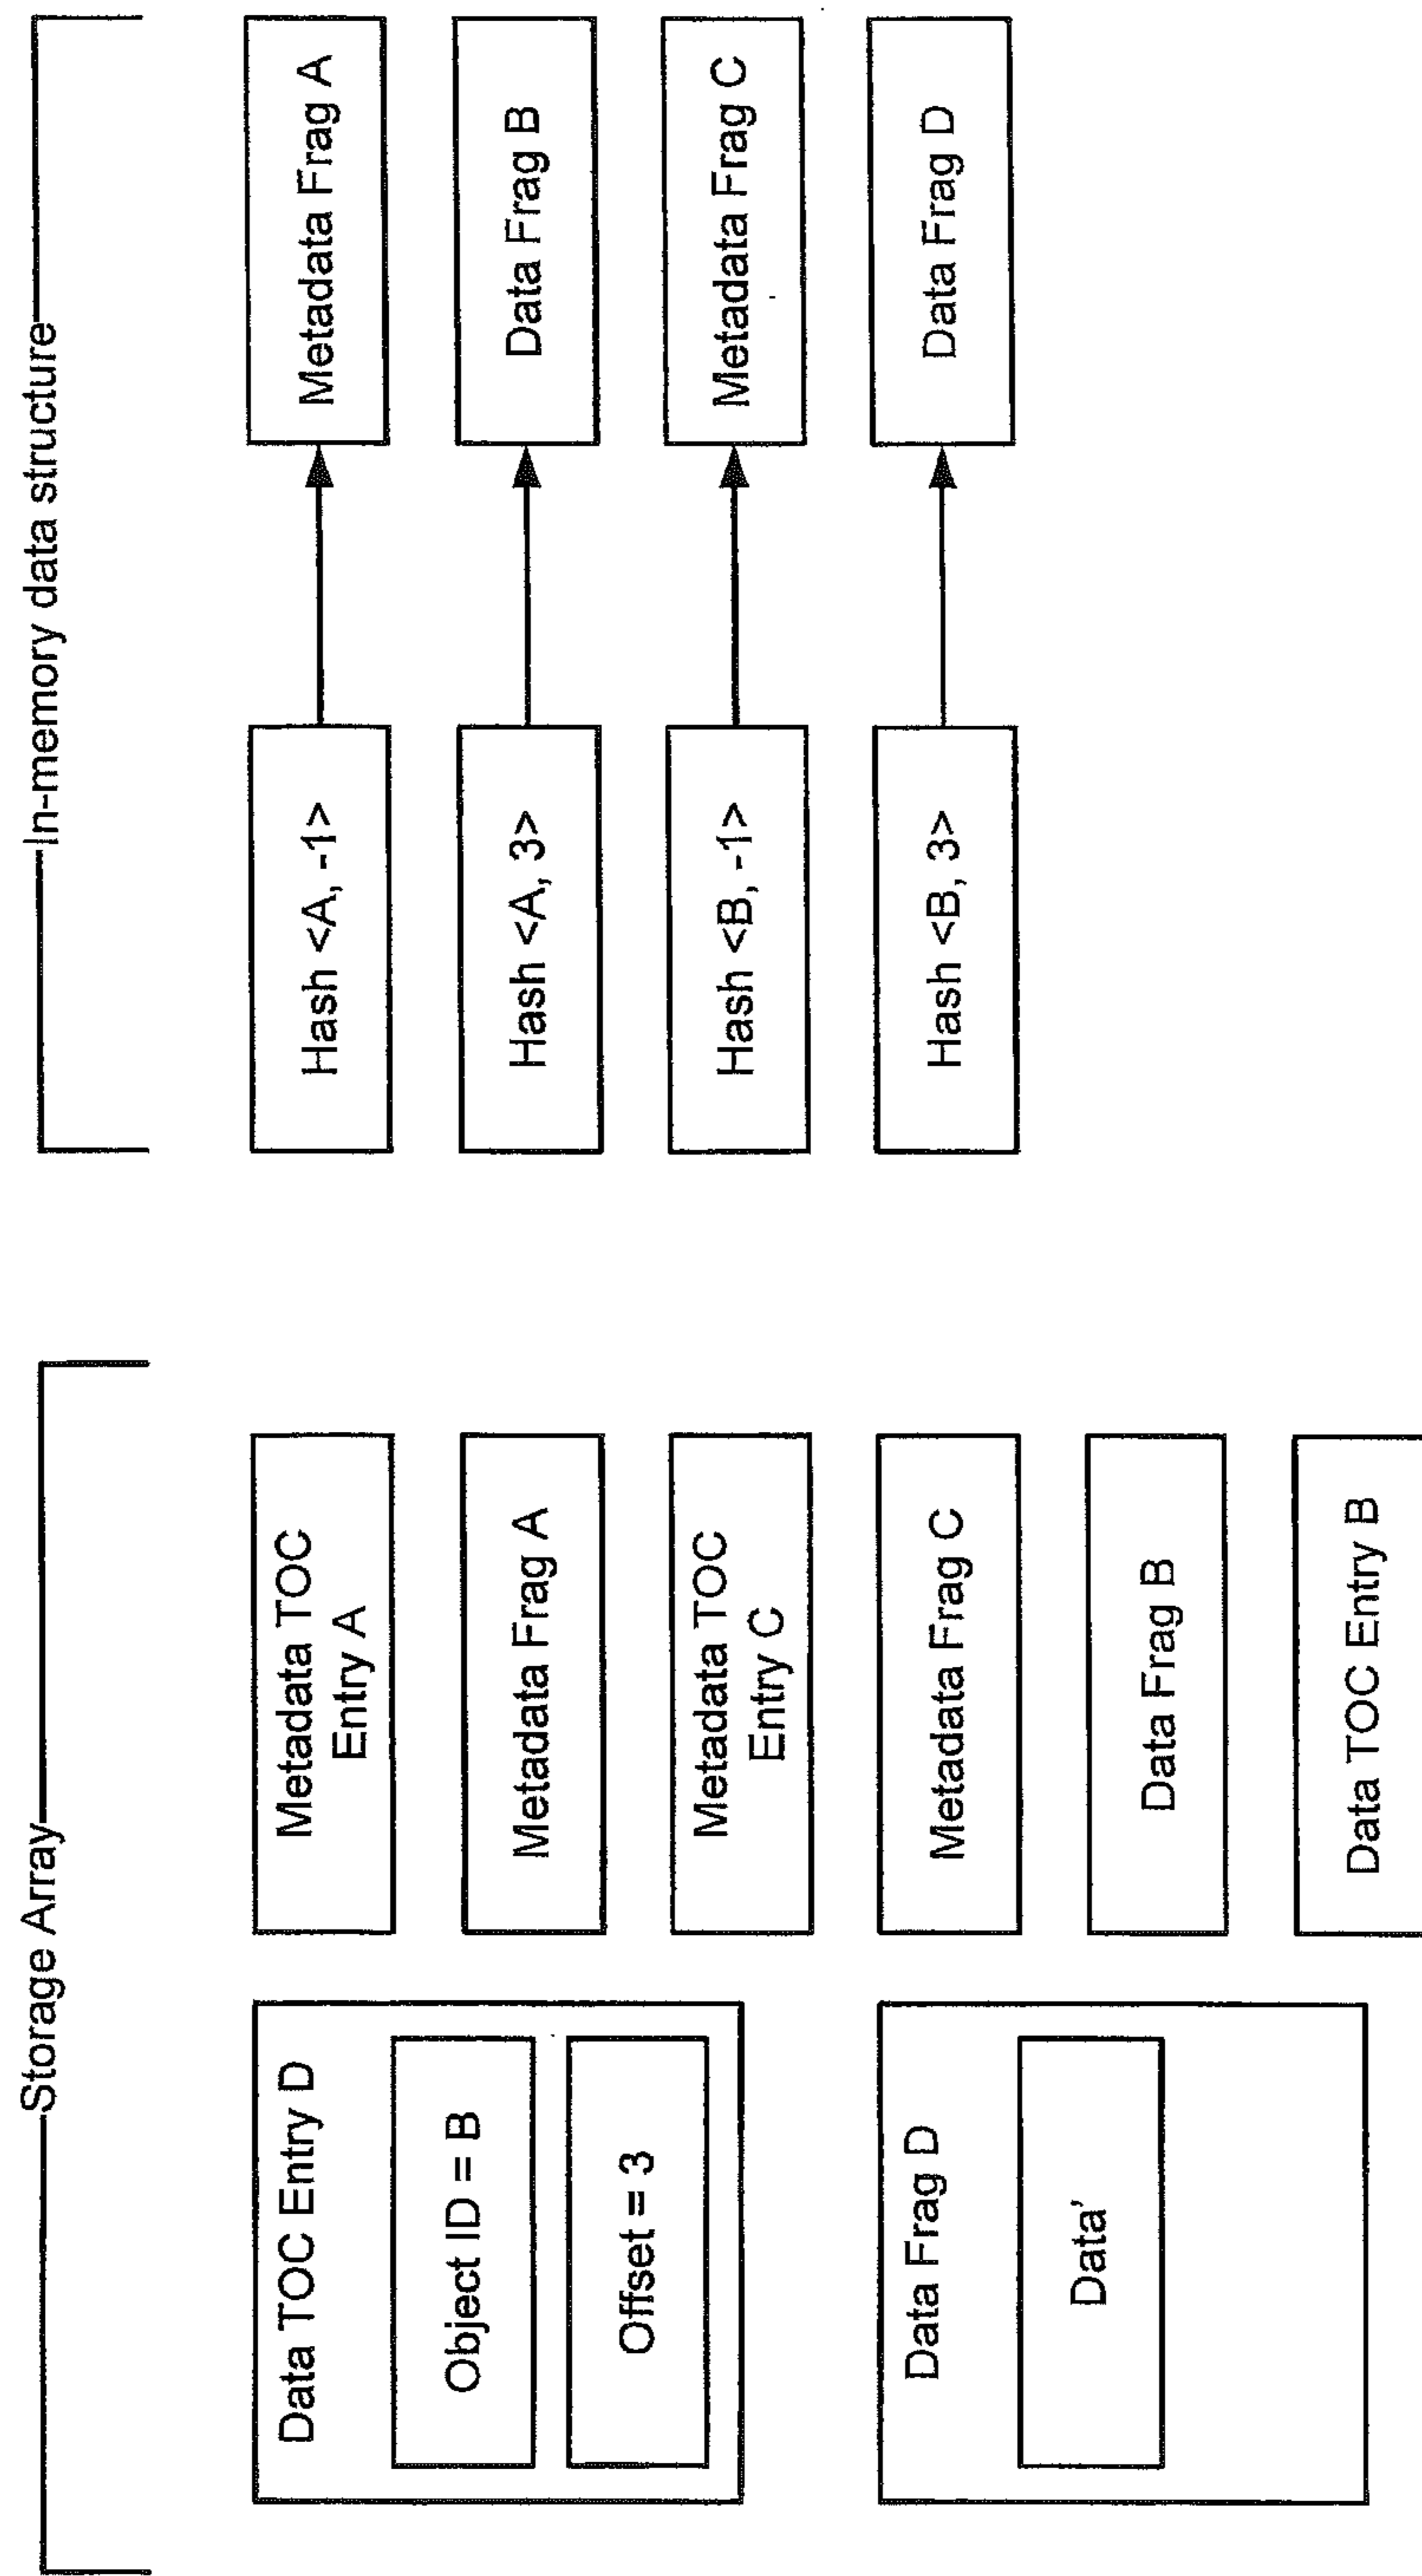 Storage Array
Data TOC Entry D
Object ID = B
Offset = 3
Data Frag D
Data'
Metadata TOC
Entry A
Metadata Frag A
Metadata TOC
Entry C
Metadata Frag C
Data Frag B
Data TOC Entry B
In-memory data structure
Hash <A, -1>
Metadata Frag A
Hash <A, 3>
Data Frag B
Hash <B, -1>
Metadata Frag C
Hash <B, 3>
Data Frag D